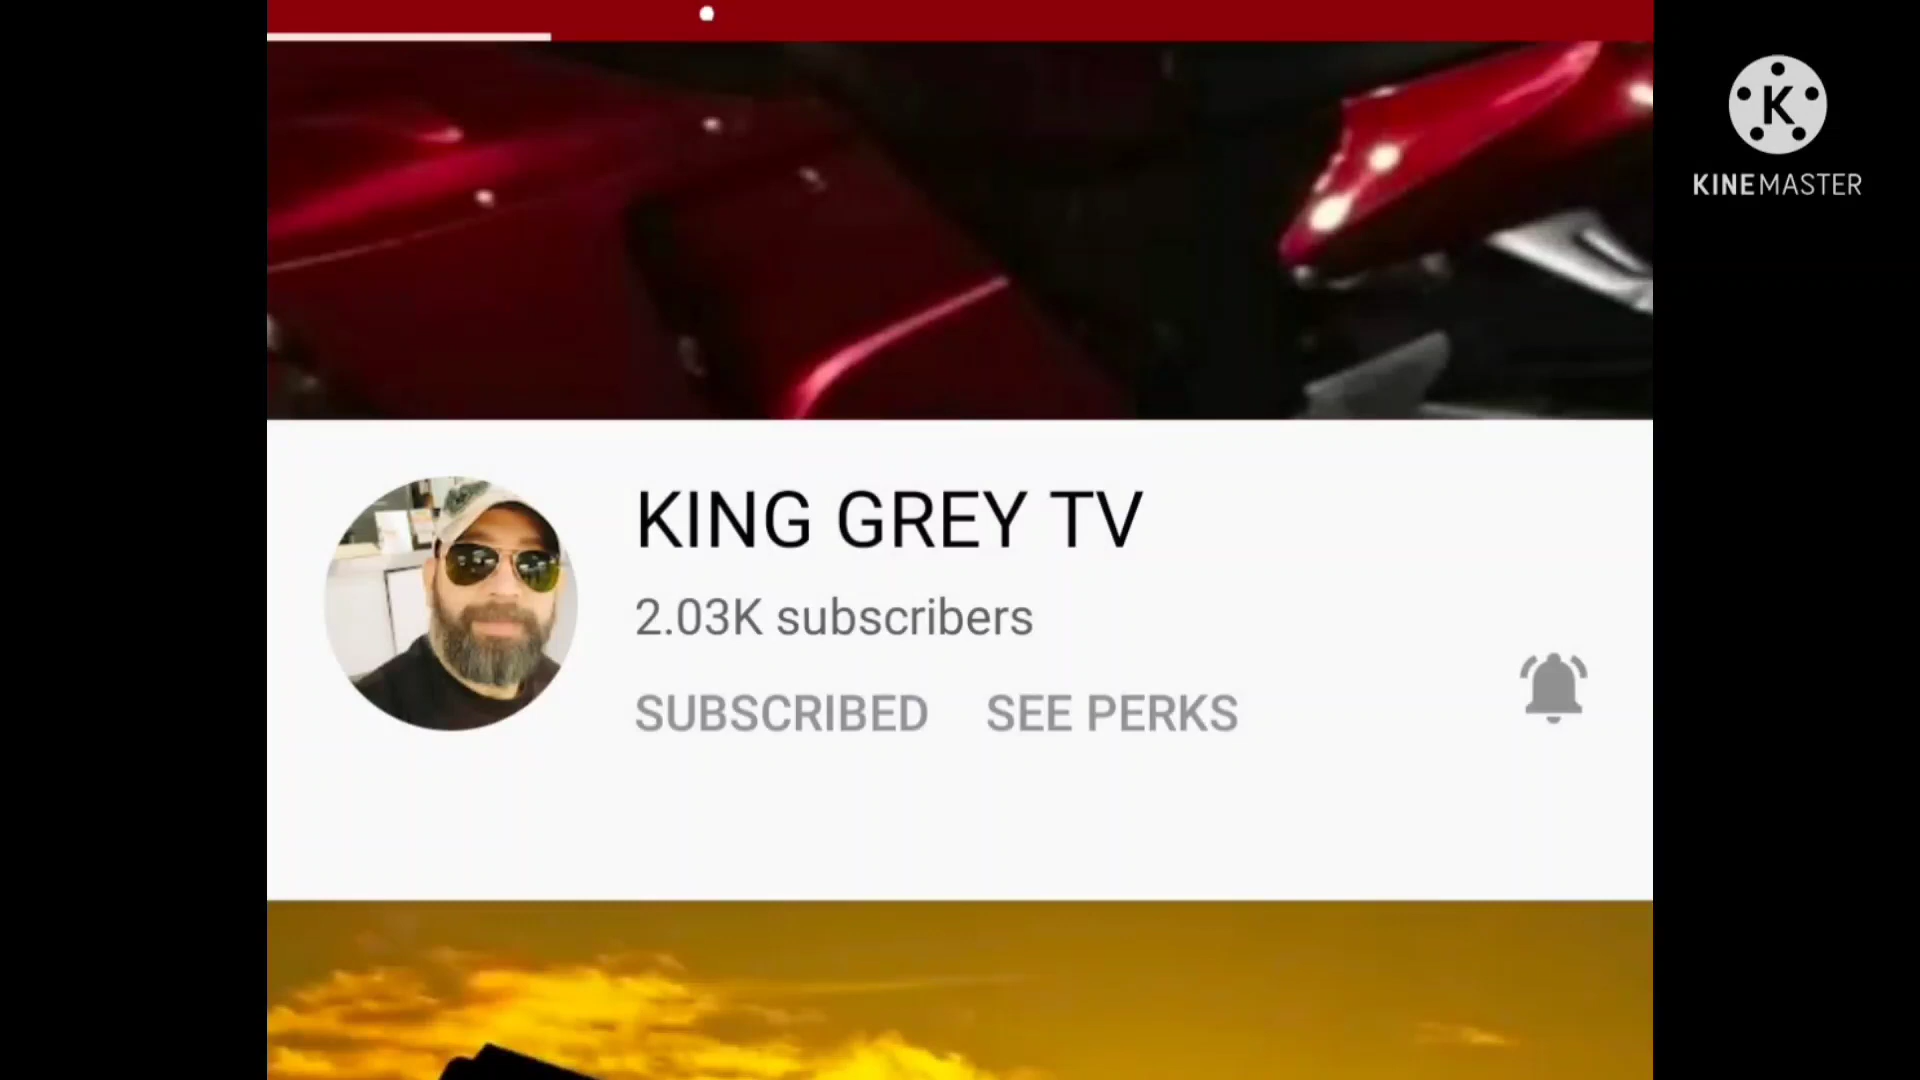 K
KINEMASTER
KING GREY TV
2.03K subscribers
SUBSCRIBED SEE PERKS